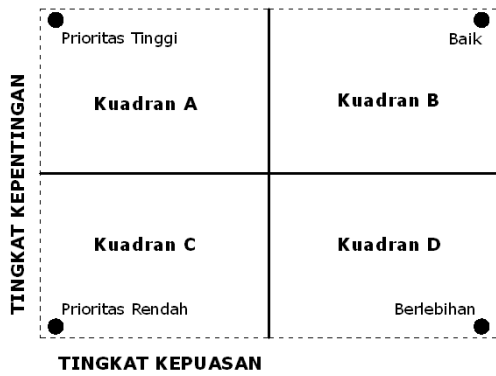 Prioritas Tinggi
Baik
Kuadran A
Kuadran B
TINGKAT KEPENTINGAN
Kuadran C
Kuadran D
Prioritas Rendah
Berlebihan
TINGKAT KEPUASAN